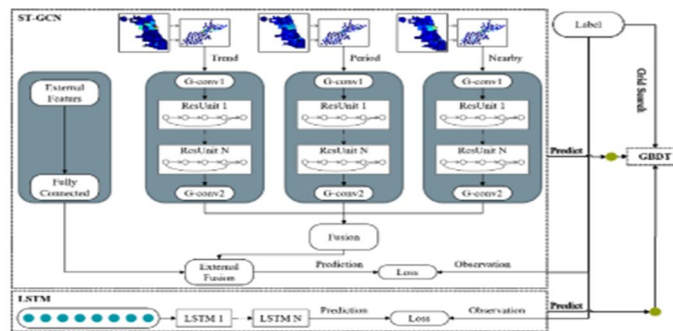 ST-GCN
Label
Trend
Period
Nearby
G-conv1
G-conv1
G-conv1
Grid Search
External
Feature
ResUnit 1
ResUnit 1
ResUnit 1
ResUnit N
ResUnit N
ResUnit N
Predict
GBDT
Fully
Connected
G-conv2
G-conv2
G-conv2
Fusion
External
Fusion
Prediction
Loss
Observation
LSTM
LSTM 1
LSTM N
Prediction
Loss
Observation
Predict